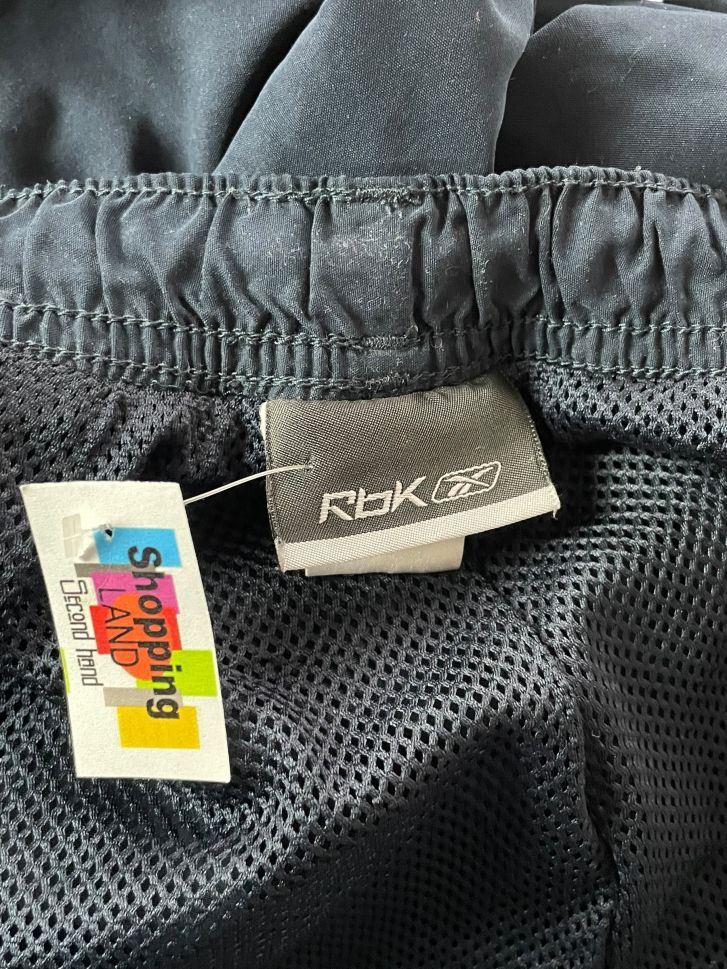 RbK
Shopping
LAND
Second hand